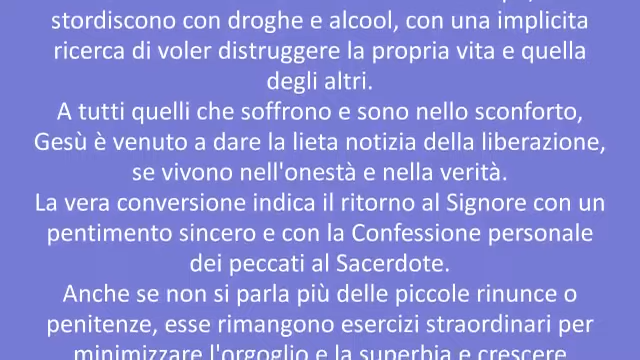 stordiscono con droghe e alcool, con una implicita
ricerca di voler distruggere la propria vita e quella
degli altri.
A tutti quelli che soffrono e sono nello sconforto,
Gesù è venuto a dare la lieta notizia della liberazione,
se vivono nell'onestà e nella verità.
La vera conversione indica il ritorno al Signore con un
pentimento sincero e con la Confessione personale
dei peccati al Sacerdote.
Anche se non si parla più delle piccole rinunce o
penitenze, esse rimangono esercizi straordinari per
minimizzare l'orgoglio e la superbia e crescere